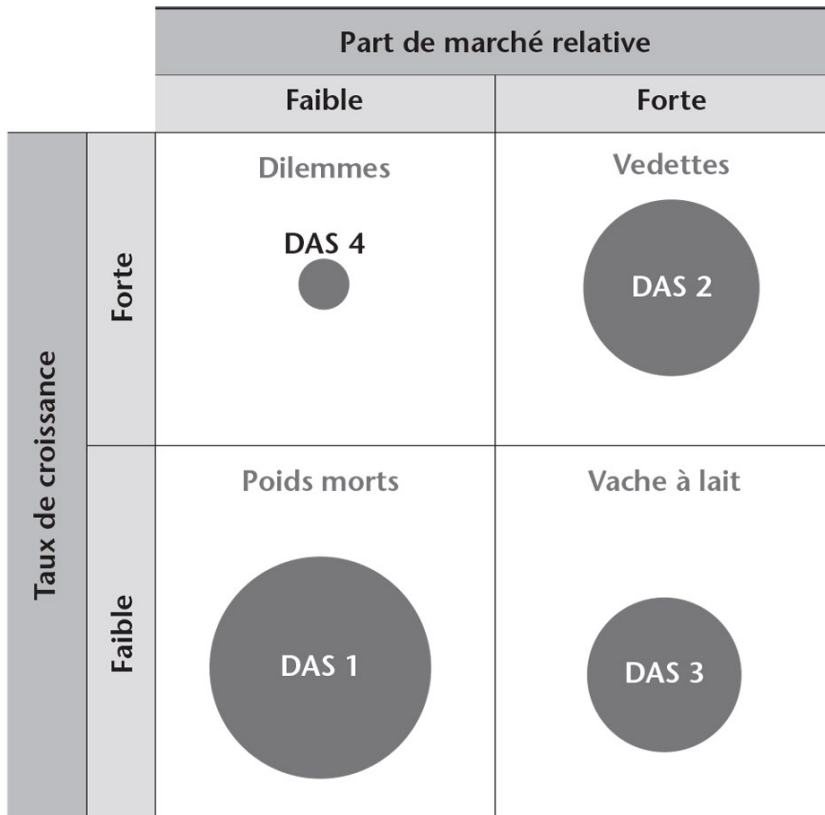 Part de marché relative
Faible
Forte
Taux de croissance
Forte
Dilemmes
DAS 4
Vedettes
DAS 2
Faible
Poids morts
DAS 1
Vache à lait
DAS 3